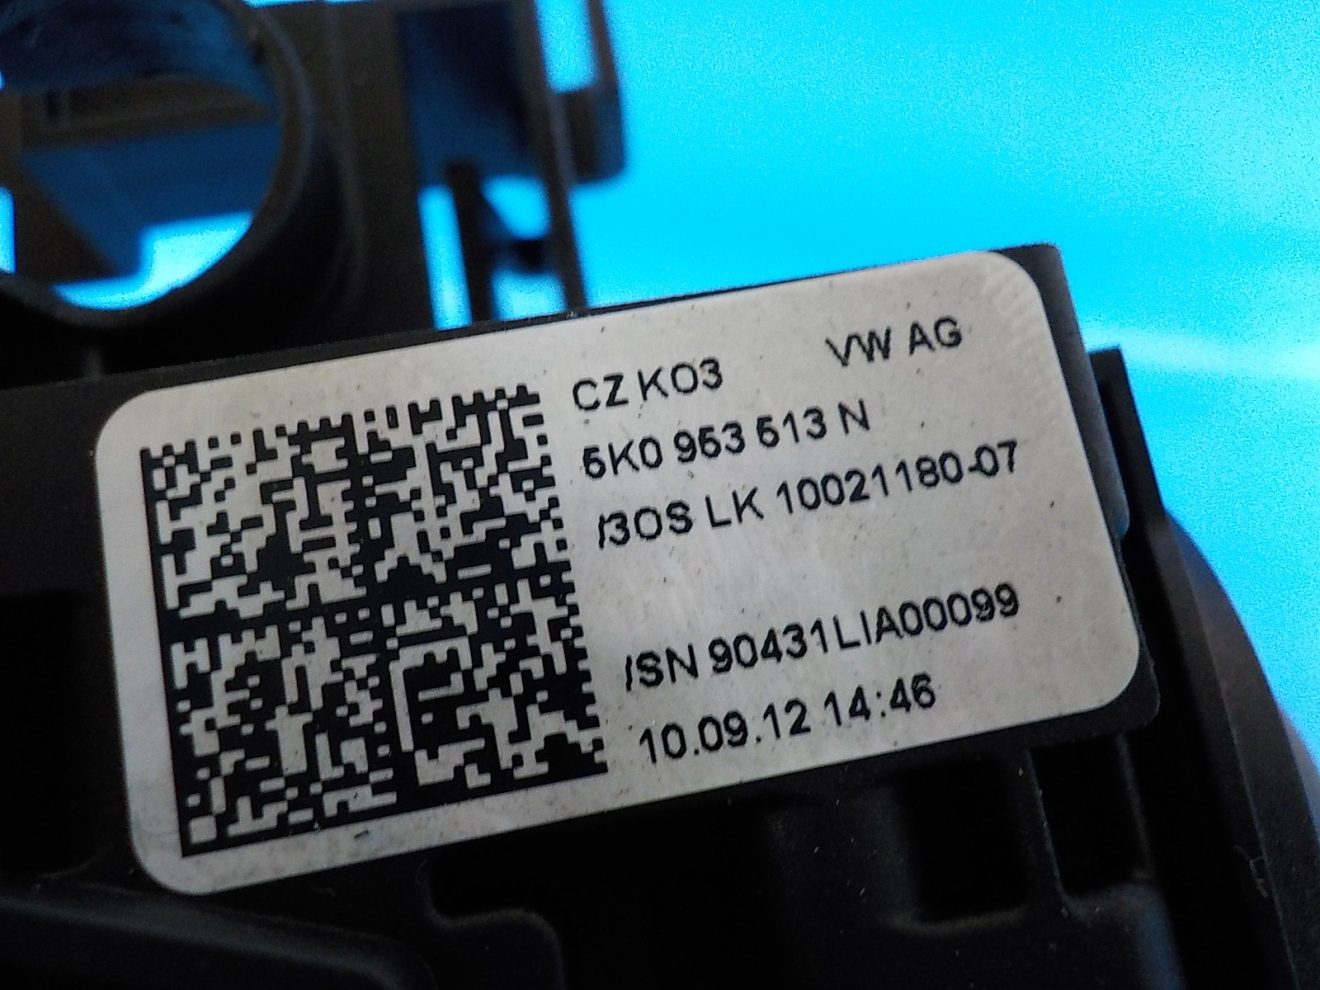 CZ K03 VW AG
5K0 953 513 N
/3OS LK 10021180-07
/SN 90431LIA00099
10.09.12 14:46